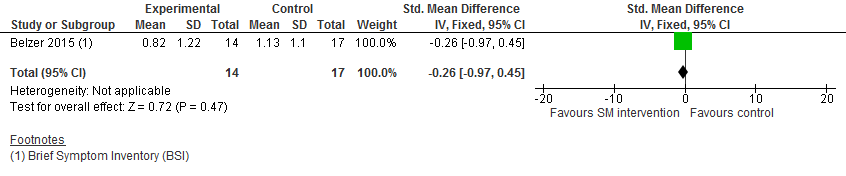 Experimental Control Std. Mean Difference Std. Mean Difference
Study or Subgroup Mean SD Total Mean SD Total Weight IV, Fixed, 95% CI IV, Fixed, 95% CI
Belzer 2015 (1) 0.82 1.22 14 1.13 1.1 17 100.0% -0.26 [-0.97, 0.45]
Total (95% CI) 14 17 100.0% -0.26 [-0.97, 0.45]
Heterogeneity: Not applicable
Test for overall effect: Z = 0.72 (P = 0.47)
-20 -10 0 10 20
Favours SM intervention Favours control
Footnotes
(1) Brief Symptom Inventory (BSI)